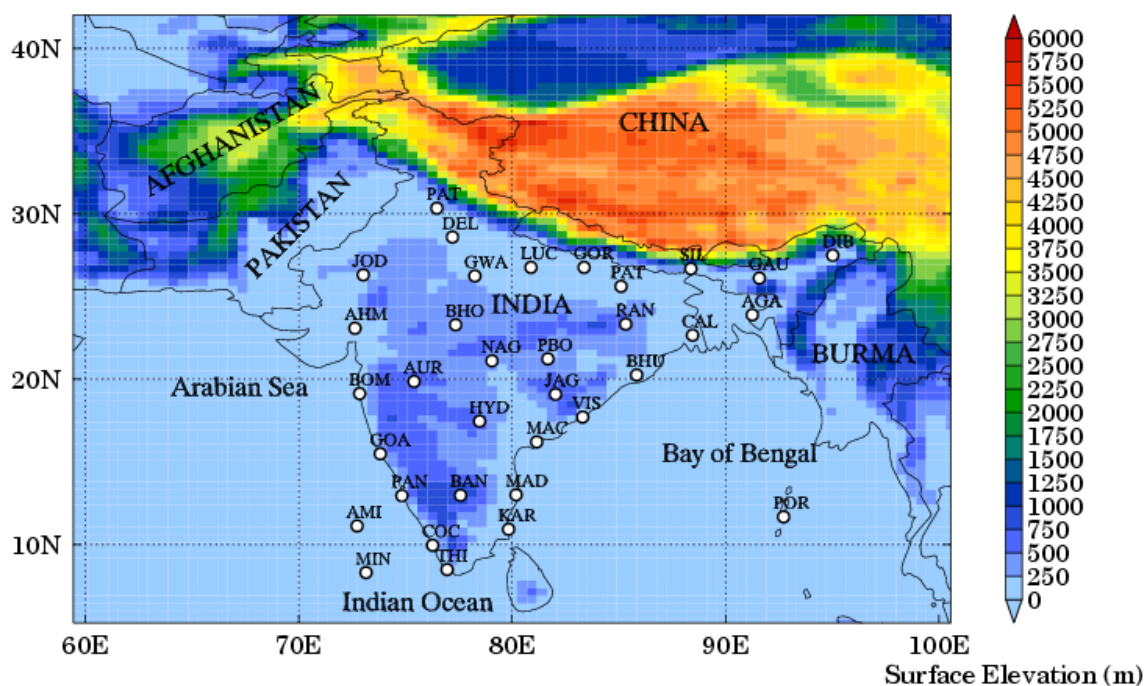 40N
30N
20N
10N
60E
70E
80E
90E
100E
AFGHANISTAN
PAKISTAN
CHINA
INDIA
BURMA
Arabian Sea
Bay of Bengal
Indian Ocean
PAT
DEL
JOD
GWA
LUC
GOR
PAT
SIL
GAU
DIB
AHM
BHO
RAN
CAL
AGA
NAG
PBO
BHU
AUR
JAG
BOM
HYD
VIS
MAC
GOA
PAN
BAN
MAD
AMI
COC
KAR
POR
MIN
THI
6000
5750
5500
5250
5000
4750
4500
4250
4000
3750
3500
3250
3000
2750
2500
2250
2000
1750
1500
1250
1000
750
500
250
0
Surface Elevation (m)